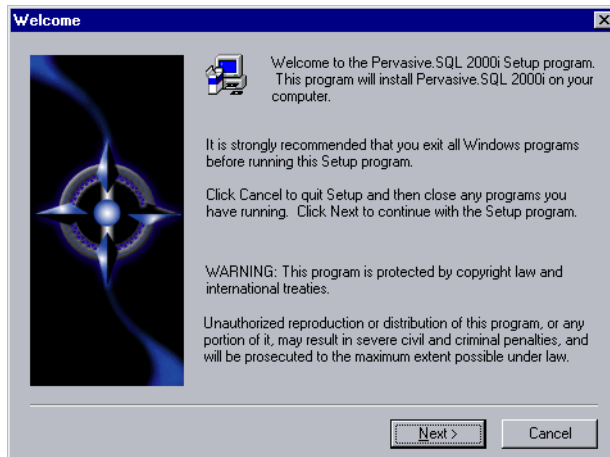 Welcome
Welcome to the Pervasive.SQL 2000i Setup program.
This program will install Pervasive.SQL 2000i on your
computer.
It is strongly recommended that you exit all Windows programs
before running this Setup program.
Click Cancel to quit Setup and then close any programs you
have running. Click Next to continue with the Setup program.
WARNING: This program is protected by copyright law and
international treaties.
Unauthorized reproduction or distribution of this program, or any
portion of it, may result in severe civil and criminal penalties, and
will be prosecuted to the maximum extent possible under law.
Next >
Cancel